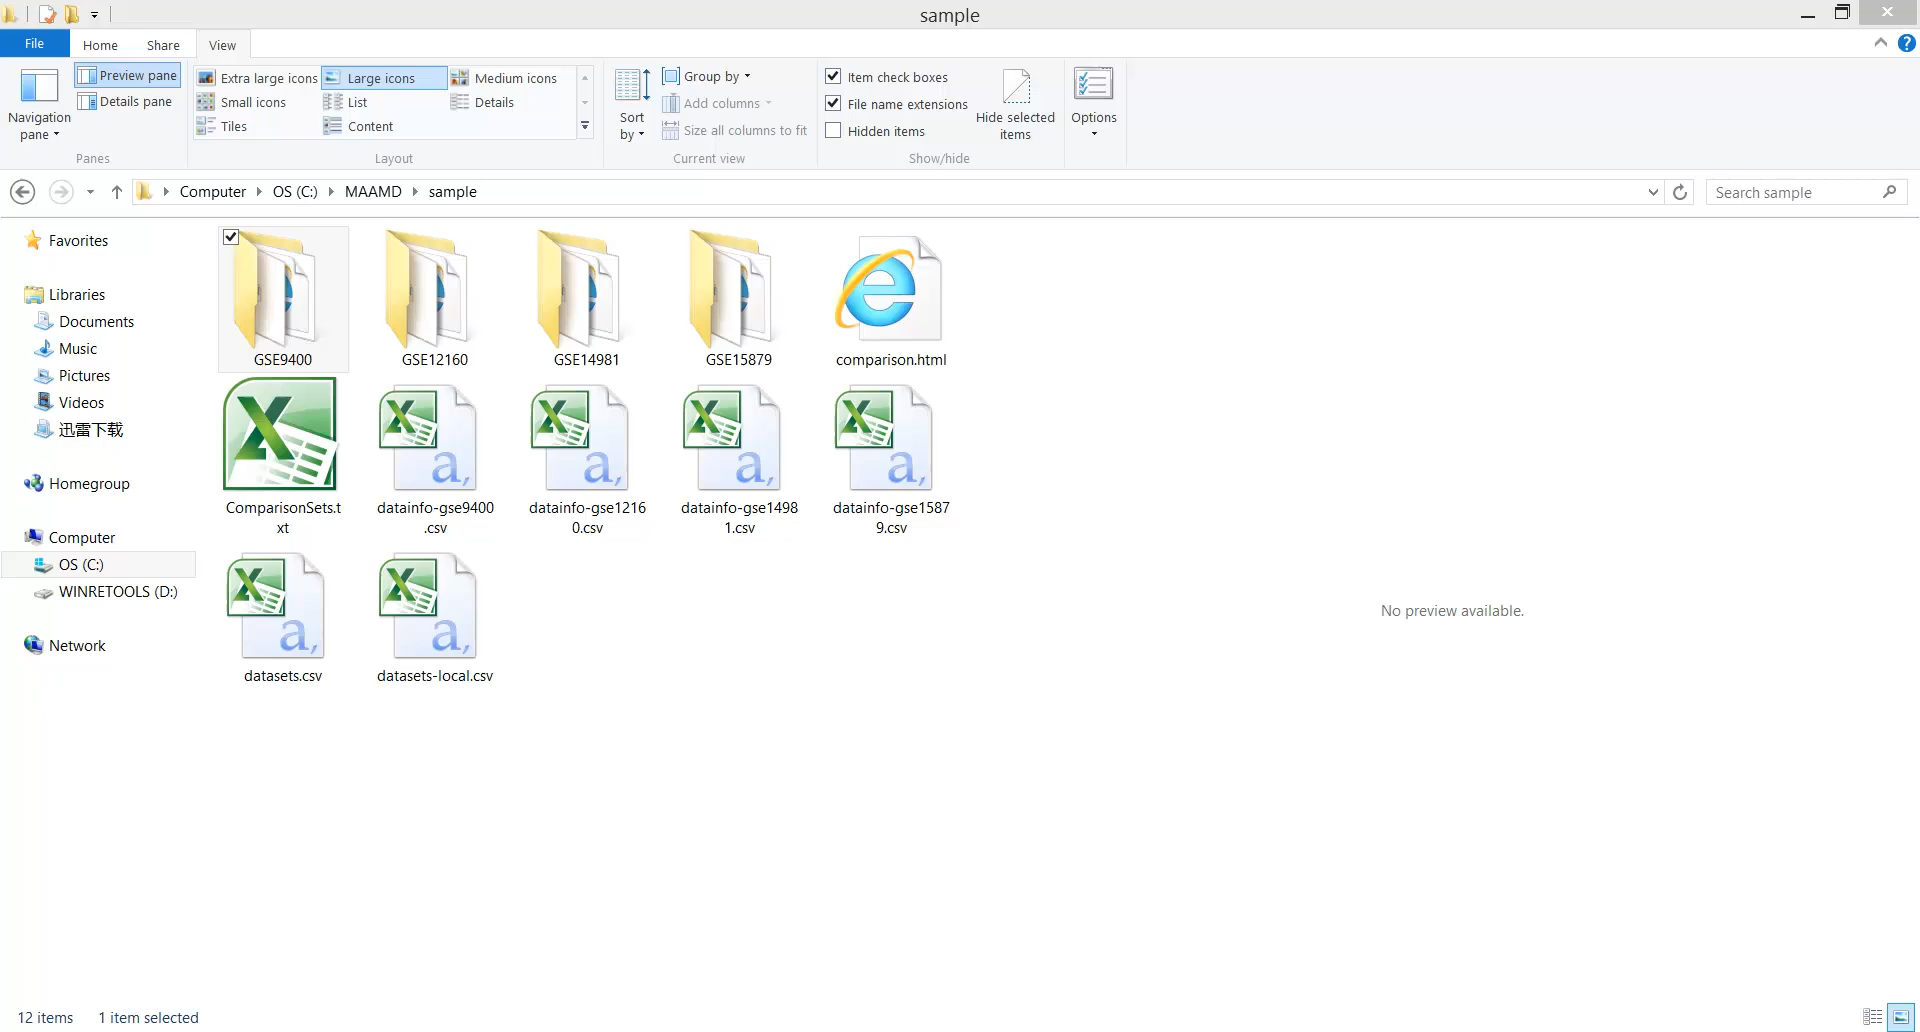 sample
File Home Share View
Preview pane Extra large icons Large icons Medium icons Group by Item check boxes
Details pane Small icons List Details Add columns File name extensions
Navigation pane Tiles Content Sort by Size all columns to fit Hidden items Hide selected items Options
Panes Layout Current view Show/hide
Computer OS (C:) MAAMD sample Search sample
Favorites
Libraries
Documents
Music
Pictures
Videos
迅雷下载
Homegroup
Computer
OS (C:)
WINRETOOLS (D:)
Network
GSE9400 GSE12160 GSE14981 GSE15879 comparison.html
ComparisonSets.t datainfo-gse9400 datainfo-gse1216 datainfo-gse1498 datainfo-gse1587
xt .csv 0.csv 1.csv 9.csv
datasets.csv datasets-local.csv
No preview available.
12 items 1 item selected